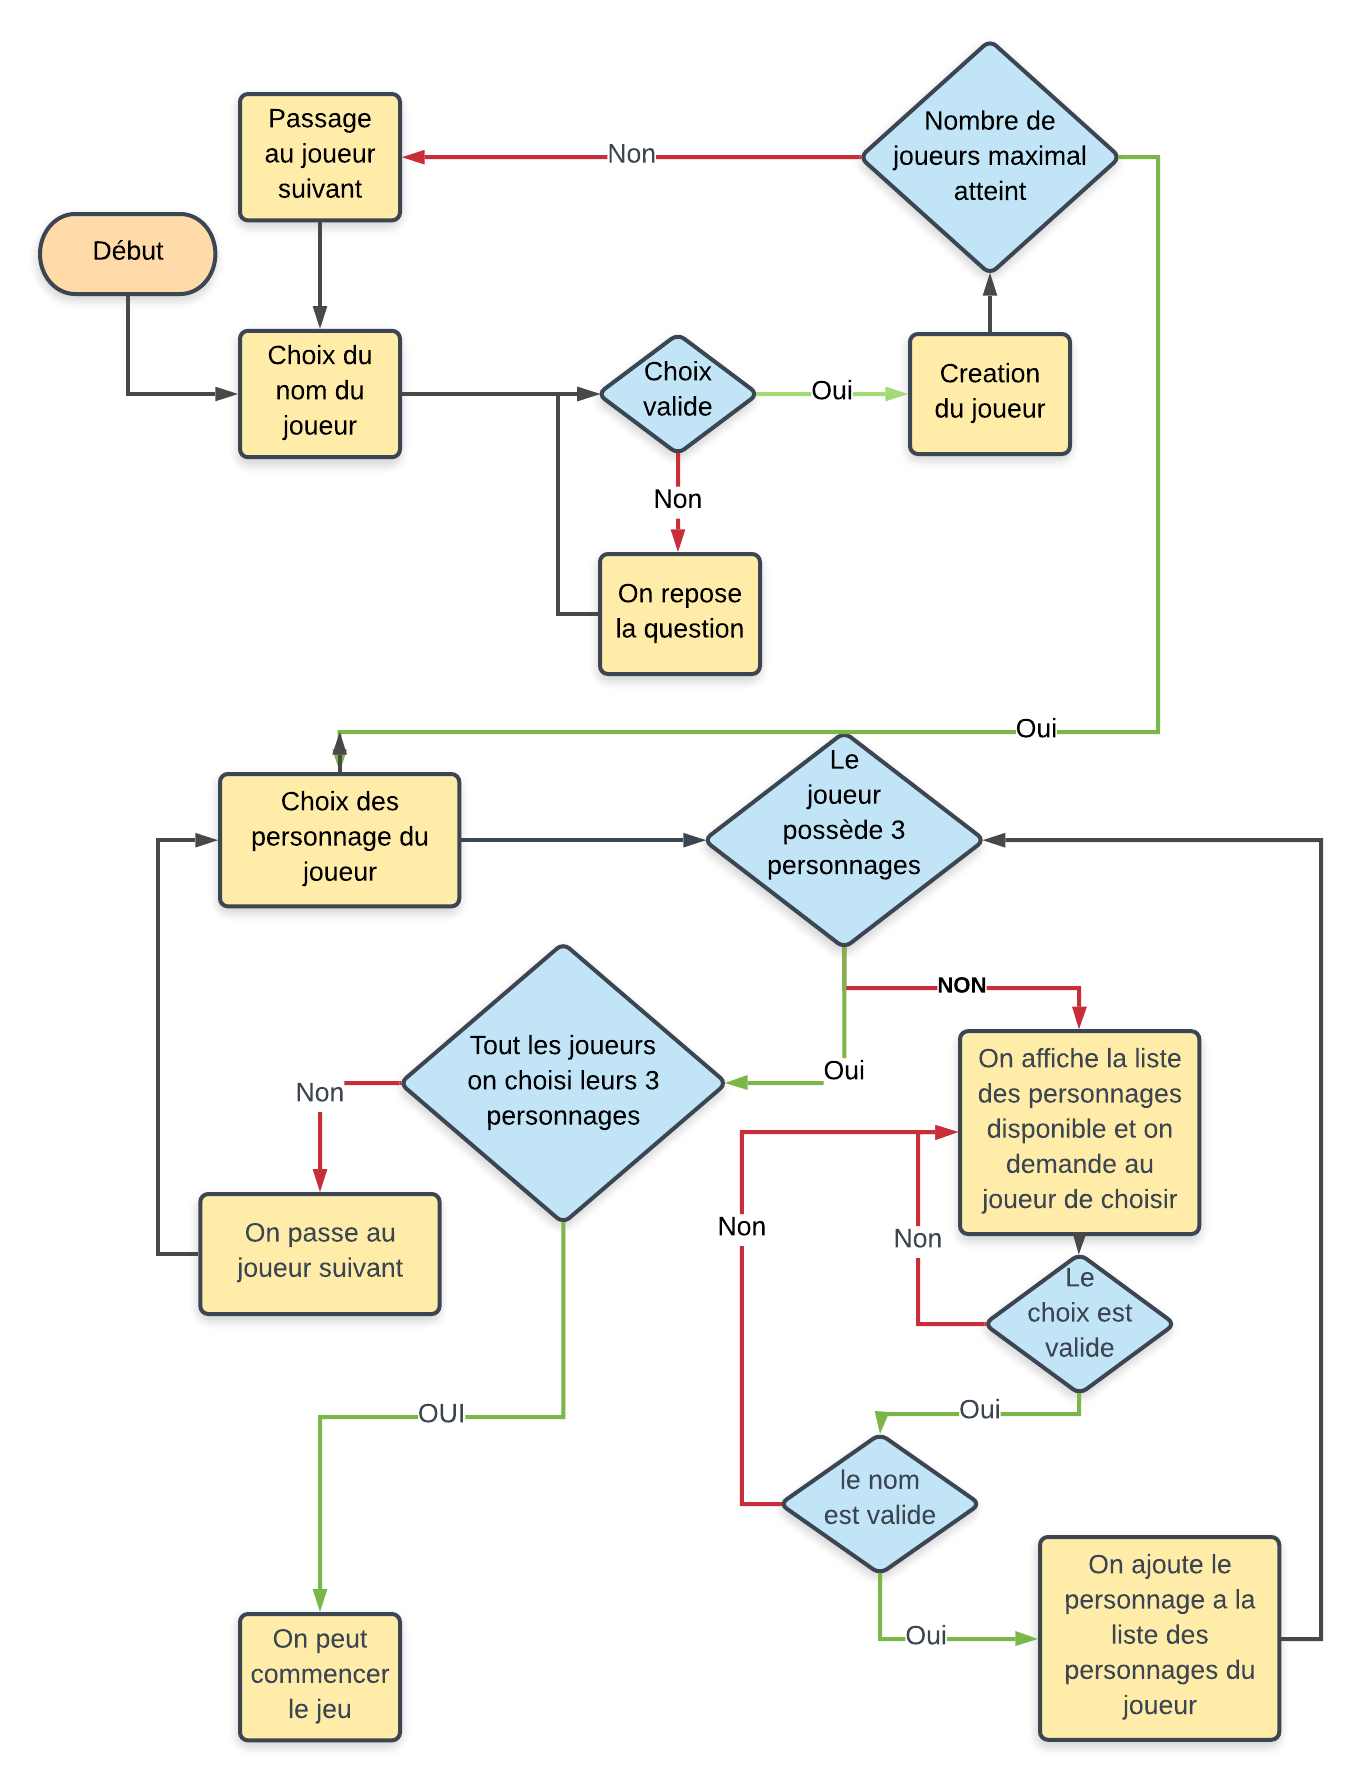 Nombre de
joueurs maximal
atteint
Passage
au joueur
suivant
Non
Début
Choix du
nom du
joueur
Choix
valide
Oui
Creation
du joueur
Non
On repose
la question
Oui
Le
joueur
possède 3
personnages
Choix des
personnage du
joueur
NON
Tout les joueurs
on choisi leurs 3
personnages
Oui
Non
On affiche la liste
des personnages
disponible et on
demande au
joueur de choisir
On passe au
joueur suivant
Non
Non
Le
choix est
valide
OUI
Oui
le nom
est valide
On peut
commencer
le jeu
Oui
On ajoute le
personnage a la
liste des
personnages du
joueur